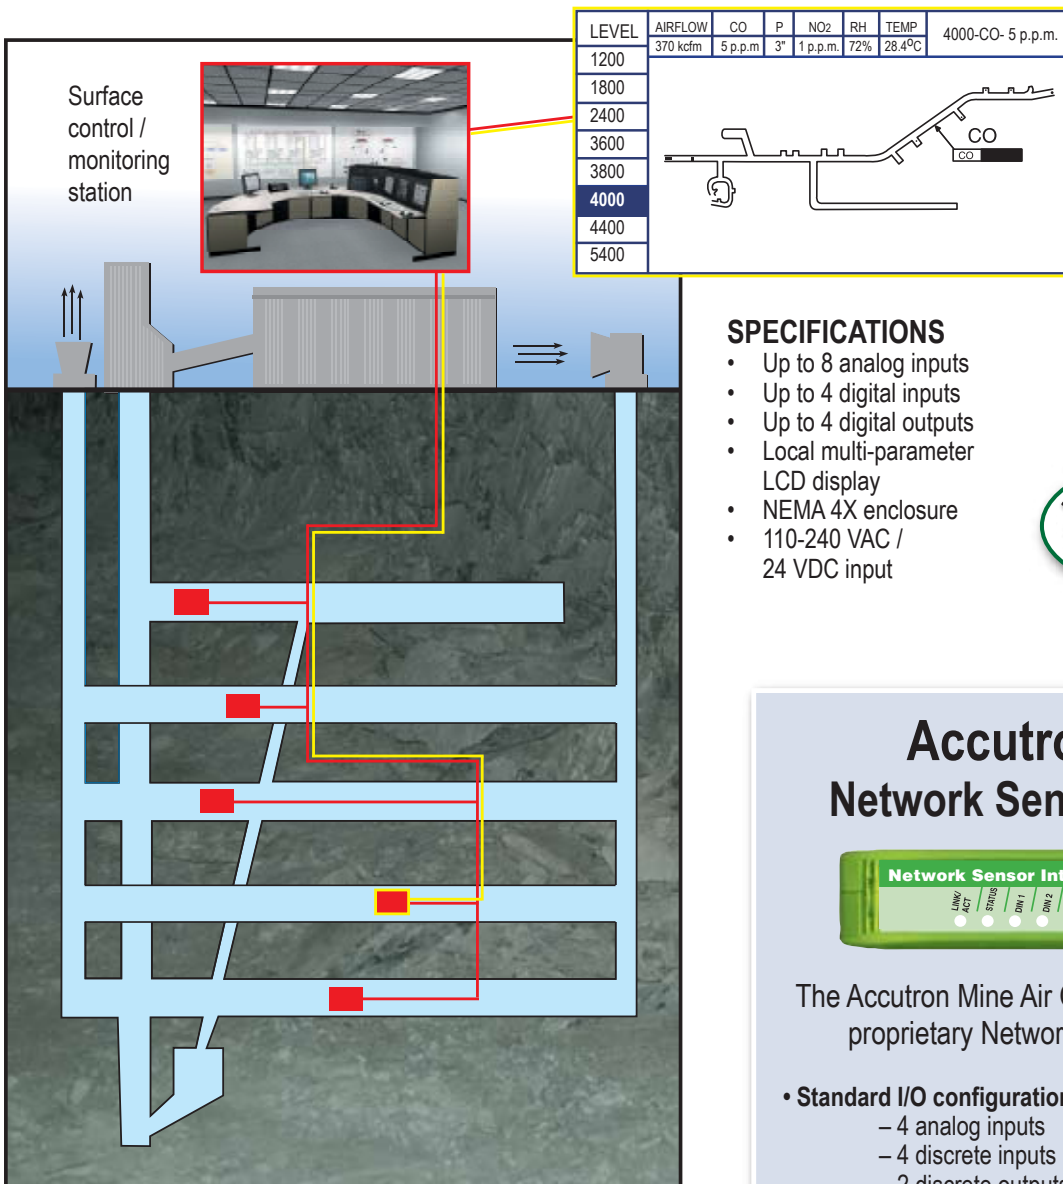 Surface
control /
monitoring
station
LEVEL
1200
1800
2400
3600
3800
4000
4400
5400
AIRFLOW CO P NO2 RH TEMP
370 kcfm 5 p.p.m 3" 1 p.p.m. 72% 28.4⁰C
4000-CO- 5 p.p.m.
CO
CO
SPECIFICATIONS
• Up to 8 analog inputs
• Up to 4 digital inputs
• Up to 4 digital outputs
• Local multi-parameter
LCD display
• NEMA 4X enclosure
• 110-240 VAC /
24 VDC input
Accutro
Network Sen
Network Sensor Int
LINK/
ACT
STATUS
DIN 1
DIN 2
The Accutron Mine Air
proprietary Networ
• Standard I/O configuration
– 4 analog inputs
– 4 discrete inputs
2 discrete output